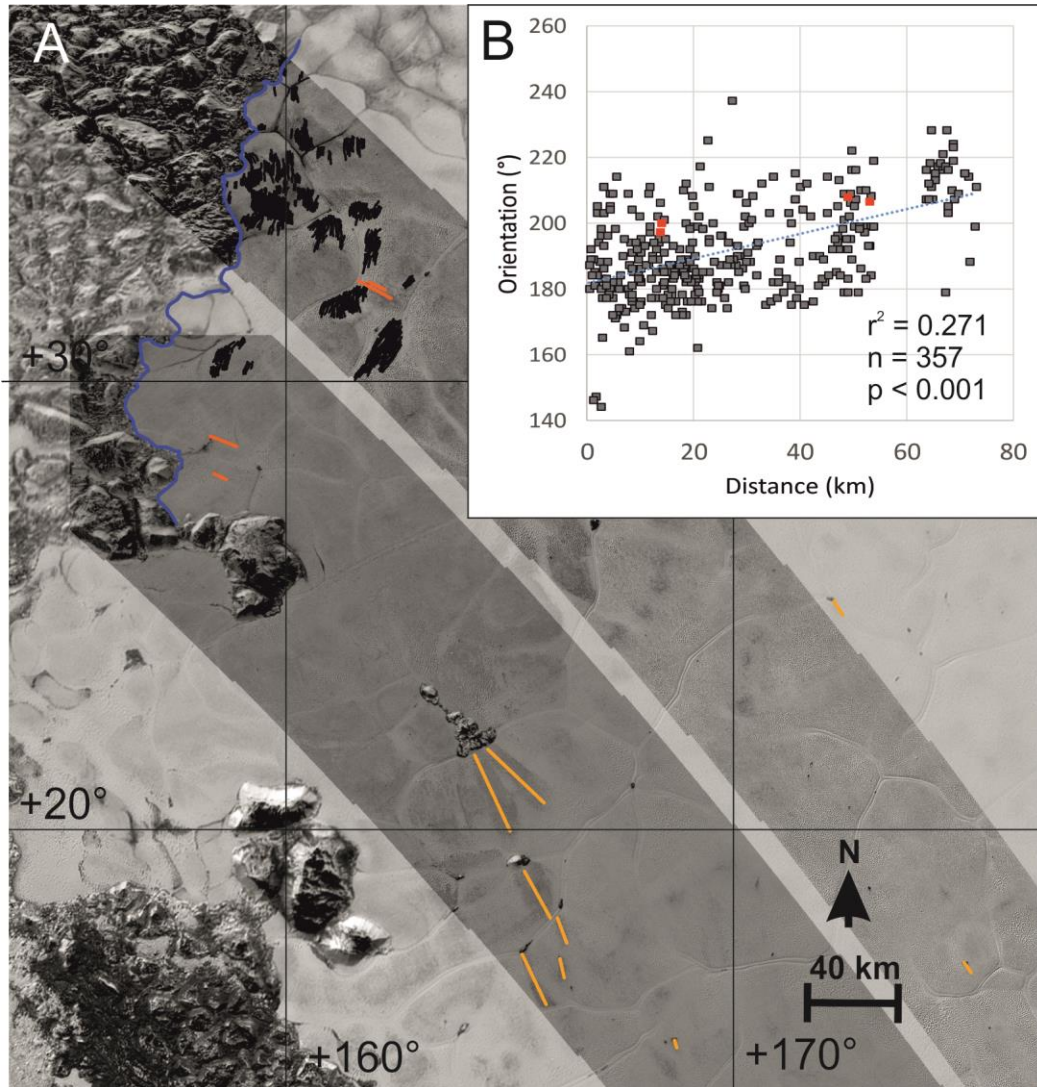 A
B
260
240
220
200
180
160
140
Orientation (°)
r² = 0.271
n = 357
p < 0.001
0
20
40
60
80
Distance (km)
+30°
+20°
N
40 km
+160°
+170°